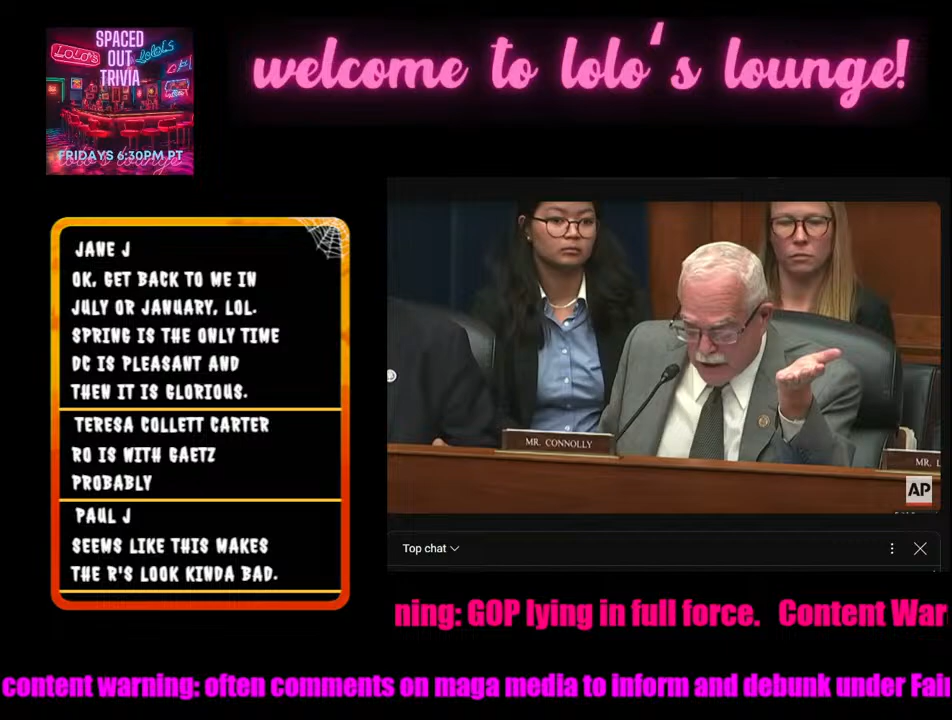 SPACED
OUT
TRIVIA
LOLO'S
LOLO'S
FRIDAYS 6:30PM PT
lolo's lounge
welcome to lolo's lounge!
JANE J
OK, GET BACK TO ME IN
JULY OR JANUARY, LOL.
SPRING IS THE ONLY TIME
DC IS PLEASANT AND
THEN IT IS GLORIOUS.
TERESA COLLETT CARTER
RO IS WITH GAETZ
PROBABLY
PAUL J
SEEMS LIKE THIS MAKES
THE R'S LOOK KINDA BAD.
MR. CONNOLLY
MR. L
AP
Top chat
ning: GOP lying in full force. Content War
content warning: often comments on maga media to inform and debunk under Fair